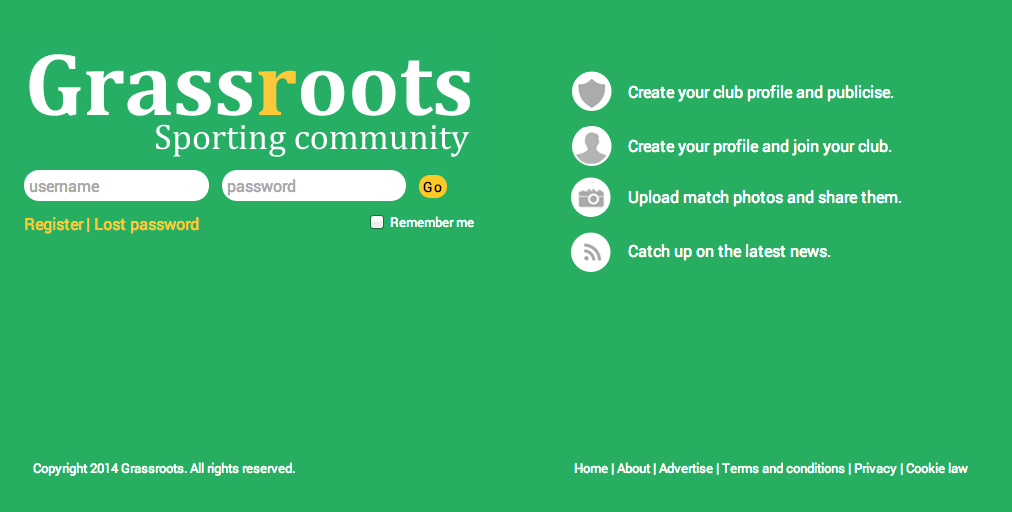 Grassroots
Sporting community
username
password
Go
Register | Lost password
Remember me
Create your club profile and publicise.
Create your profile and join your club.
Upload match photos and share them.
Catch up on the latest news.
Copyright 2014 Grassroots. All rights reserved.
Home | About | Advertise | Terms and conditions | Privacy | Cookie law